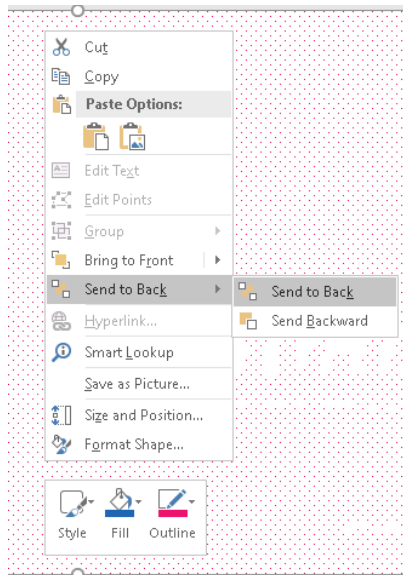 Cut
Copy
Paste Options:
Edit Text
Edit Points
Group
Bring to Front
Send to Back
Send to Back
Hyperlink...
Send Backward
Smart Lookup
Save as Picture...
Size and Position...
Format Shape...
Style Fill Outline